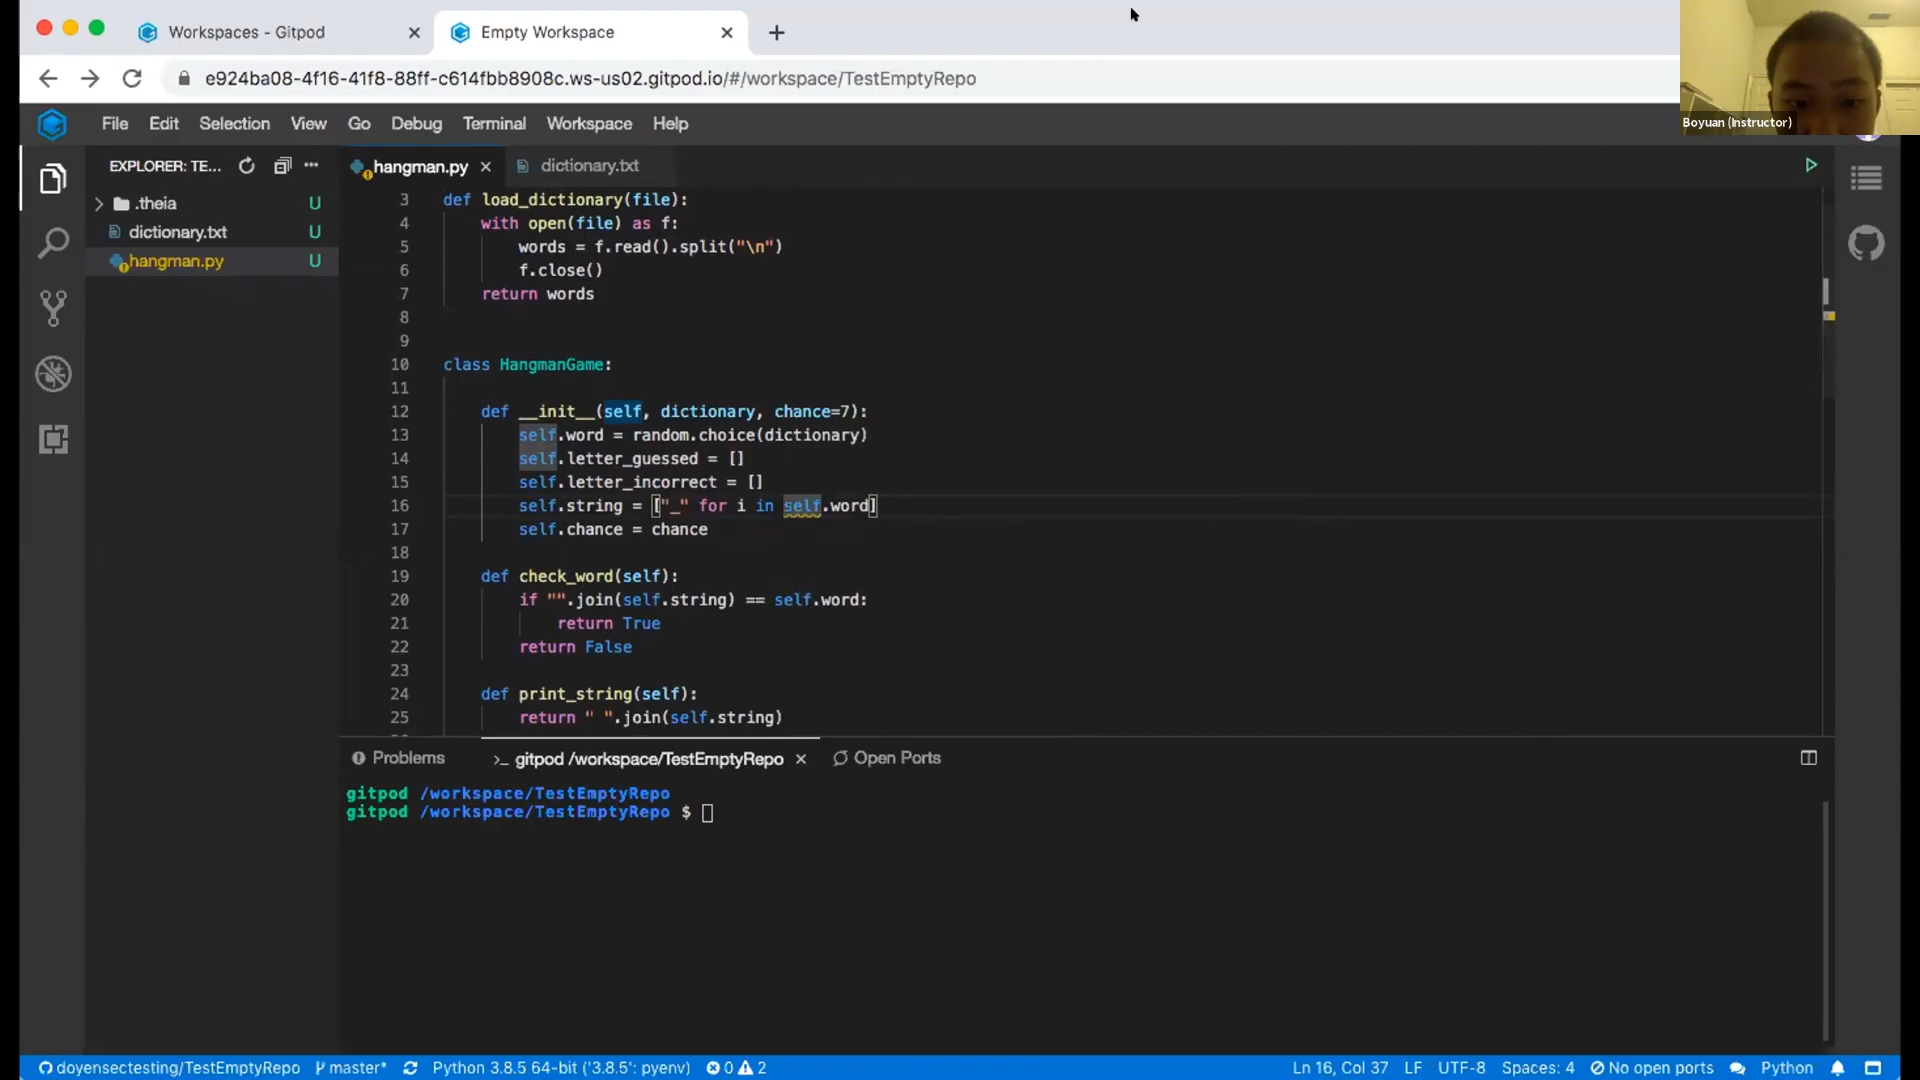 Workspaces - Gitpod
Empty Workspace
e924ba08-4f16-41f8-88ff-c614fbb8908c.ws-us02.gitpod.io/#/workspace/TestEmptyRepo
Boyuan (Instructor)
File Edit Selection View Go Debug Terminal Workspace Help
EXPLORER: TE...
hangman.py
dictionary.txt
.theia U
dictionary.txt U
hangman.py U
3 def load_dictionary(file):
4 with open(file) as f:
5 words = f.read().split("\n")
6 f.close()
7 return words
8
9
10 class HangmanGame:
11
12 def __init__(self, dictionary, chance=7):
13 self.word = random.choice(dictionary)
14 self.letter_guessed = []
15 self.letter_incorrect = []
16 self.string = ["_" for i in self.word]
17 self.chance = chance
18
19 def check_word(self):
20 if "".join(self.string) == self.word:
21 return True
22 return False
23
24 def print_string(self):
25 return " ".join(self.string)
Problems
>_ gitpod /workspace/TestEmptyRepo
Open Ports
gitpod /workspace/TestEmptyRepo
gitpod /workspace/TestEmptyRepo $
doyensectesting/TestEmptyRepo master* Python 3.8.5 64-bit ('3.8.5': pyenv) 0 2 Ln 16, Col 37 LF UTF-8 Spaces: 4 No open ports Python